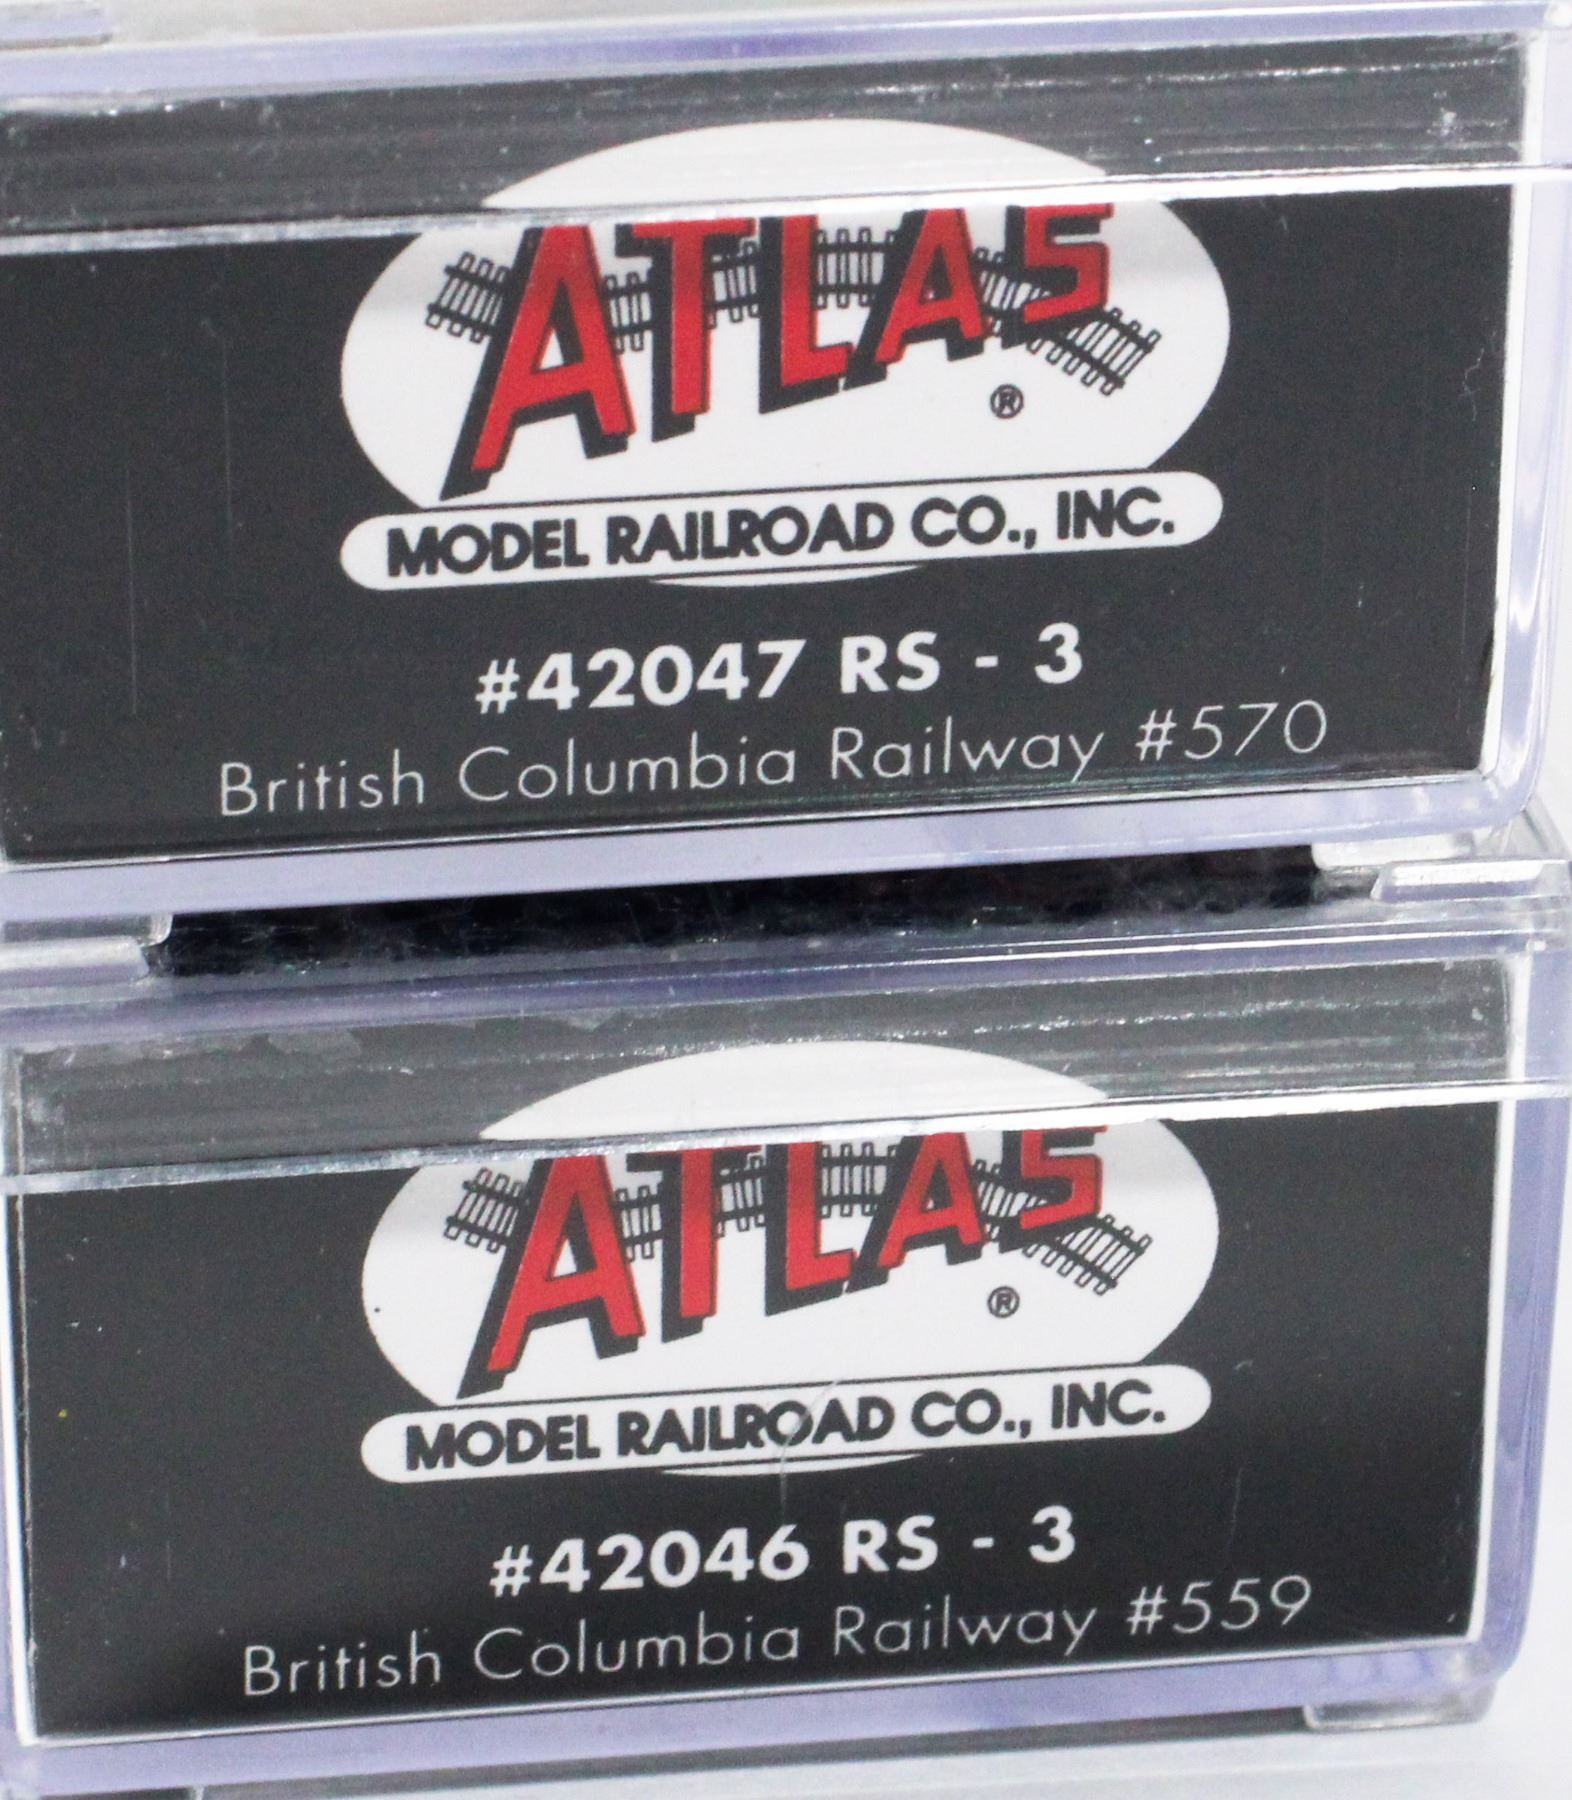 ATLAS
®
MODEL RAILROAD CO., INC.
#42047 RS - 3
British Columbia Railway #570
ATLAS
®
MODEL RAILROAD CO., INC.
#42046 RS - 3
British Columbia Railway #559